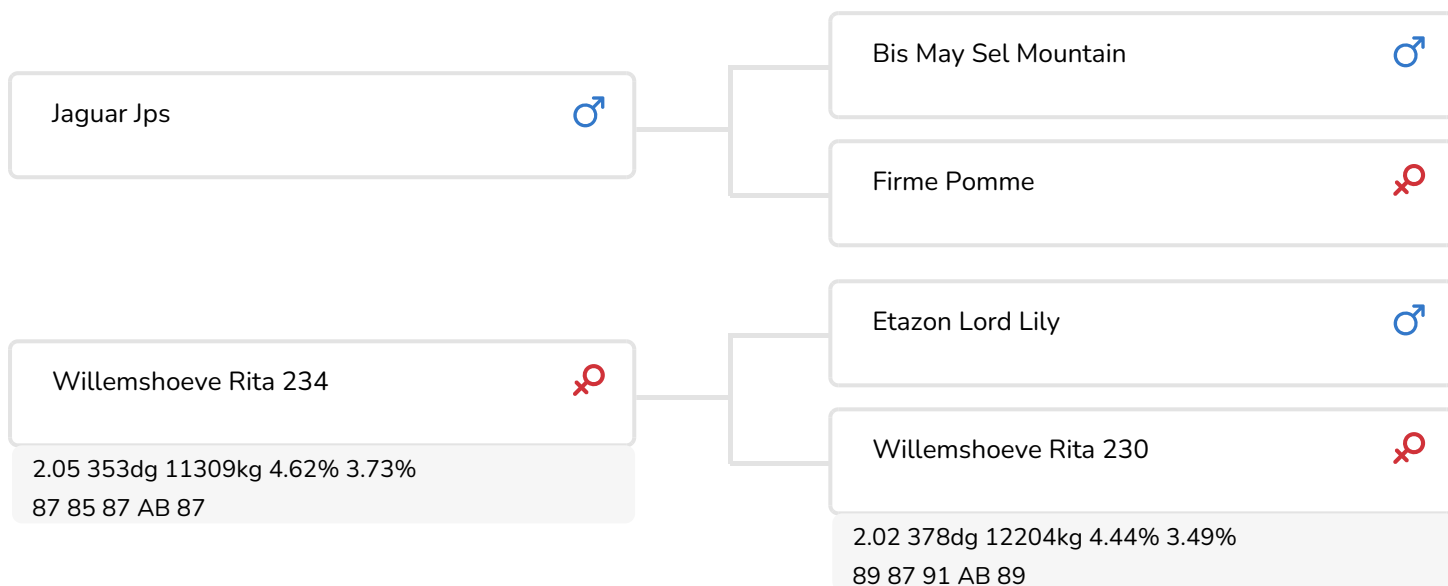 Bis May Sel Mountain
Jaguar Jps
Firme Pomme
Etazon Lord Lily
Willemshoeve Rita 234
2.05 353dg 11309kg 4.62% 3.73%
87 85 87 AB 87
Willemshoeve Rita 230
2.02 378dg 12204kg 4.44% 3.49%
89 87 91 AB 89